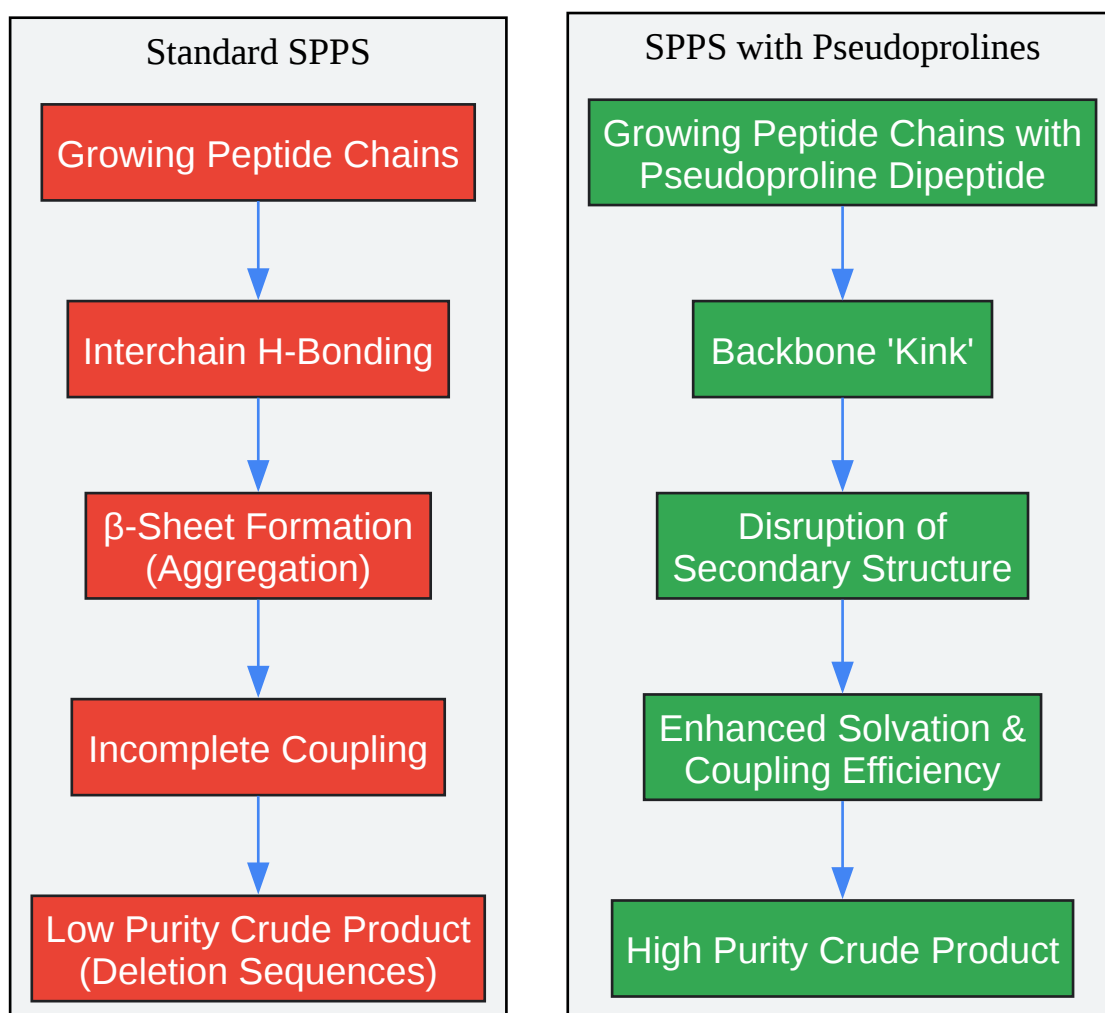 Standard SPPS
Growing Peptide Chains
Interchain H-Bonding
β-Sheet Formation
(Aggregation)
Incomplete Coupling
Low Purity Crude Product
(Deletion Sequences)
SPPS with Pseudoprolines
Growing Peptide Chains with
Pseudoproline Dipeptide
Backbone 'Kink'
Disruption of
Secondary Structure
Enhanced Solvation &
Coupling Efficiency
High Purity Crude Product